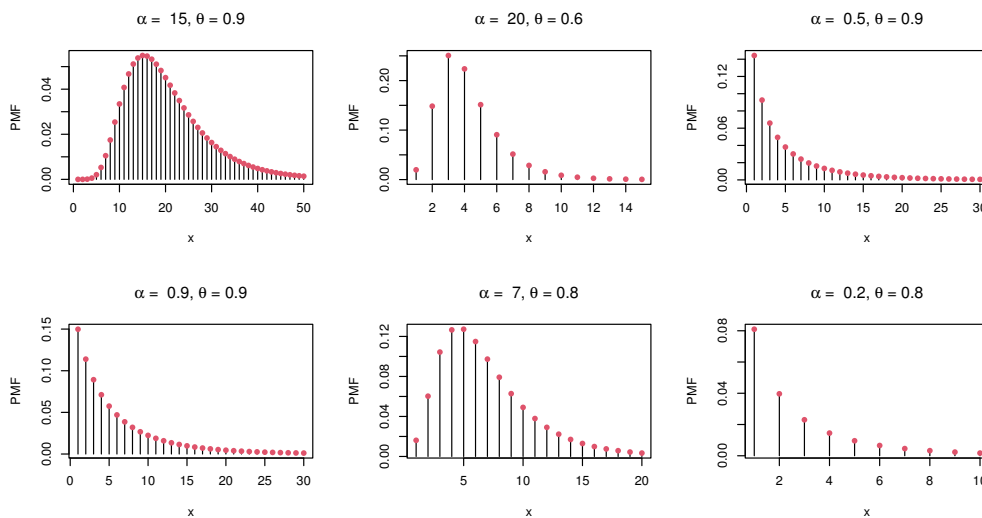 α = 15, θ = 0.9
PMF
0.00 0.02 0.04
0 10 20 30 40 50
x
α = 20, θ = 0.6
PMF
0.00 0.10 0.20
2 4 6 8 10 12 14
x
α = 0.5, θ = 0.9
PMF
0.00 0.06 0.14
0 5 10 15 20 25 30
x
α = 0.9, θ = 0.9
PMF
0.00 0.05 0.10 0.15
0 5 10 15 20 25 30
x
α = 7, θ = 0.8
PMF
0.00 0.04 0.08 0.12
5 10 15 20
x
α = 0.2, θ = 0.8
PMF
0.00 0.04 0.08
2 4 6 8 10
x